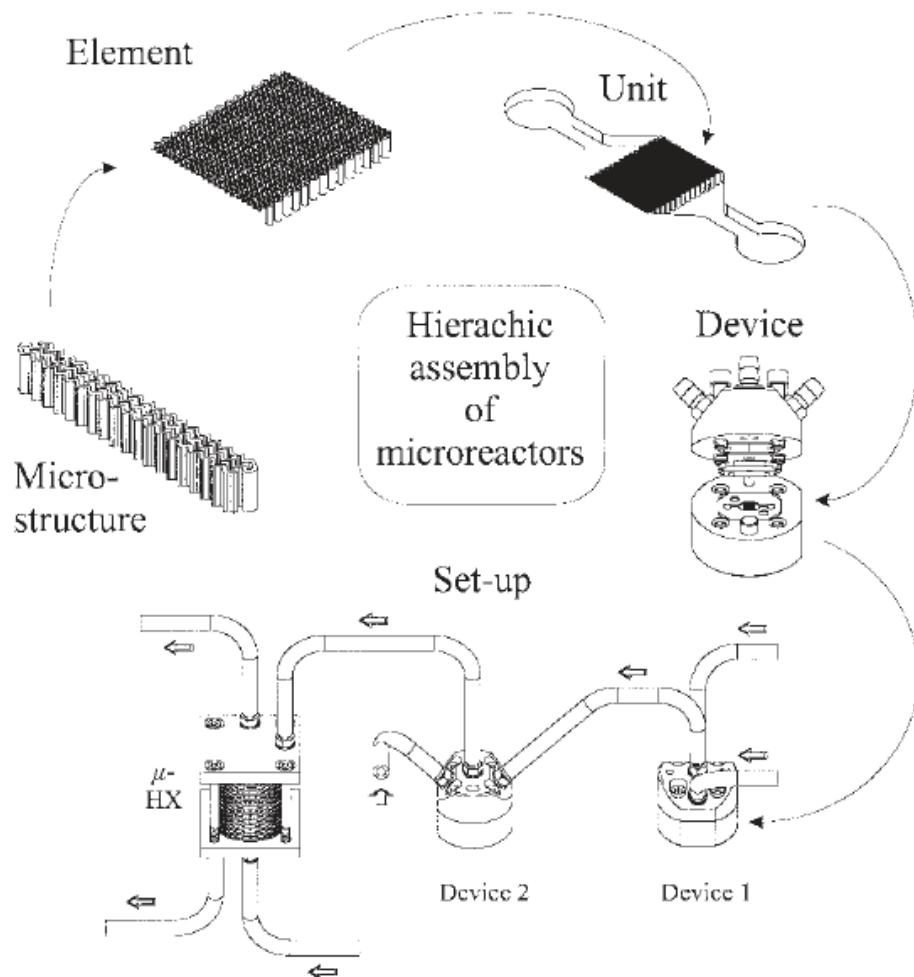 Element
Unit
Hierachic
assembly
of
microreactors
Device
Micro-
structure
Set-up
μ-
HX
Device 2
Device 1